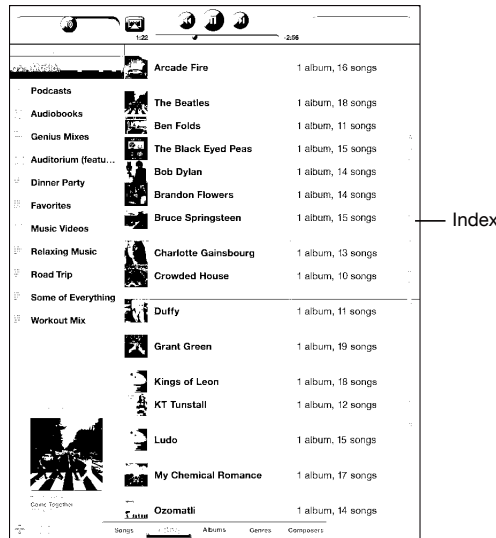 1:22 -2:56
Arcade Fire 1 album, 16 songs
Podcasts
The Beatles 1 album, 18 songs
Audiobooks
Ben Folds 1 album, 11 songs
Genius Mixes
The Black Eyed Peas 1 album, 15 songs
Auditorium (featu...
Bob Dylan 1 album, 14 songs
Dinner Party
Brandon Flowers 1 album, 14 songs
Favorites
Bruce Springsteen 1 album, 15 songs
Index
Music Videos
Relaxing Music
Charlotte Gainsbourg 1 album, 13 songs
Road Trip
Crowded House 1 album, 10 songs
Some of Everything
Duffy 1 album, 11 songs
Workout Mix
Grant Green 1 album, 19 songs
Kings of Leon 1 album, 18 songs
KT Tunstall 1 album, 12 songs
Ludo 1 album, 15 songs
My Chemical Romance 1 album, 17 songs
Come Together
Ozomatli 1 album, 14 songs
Songs Albums Genres Composers